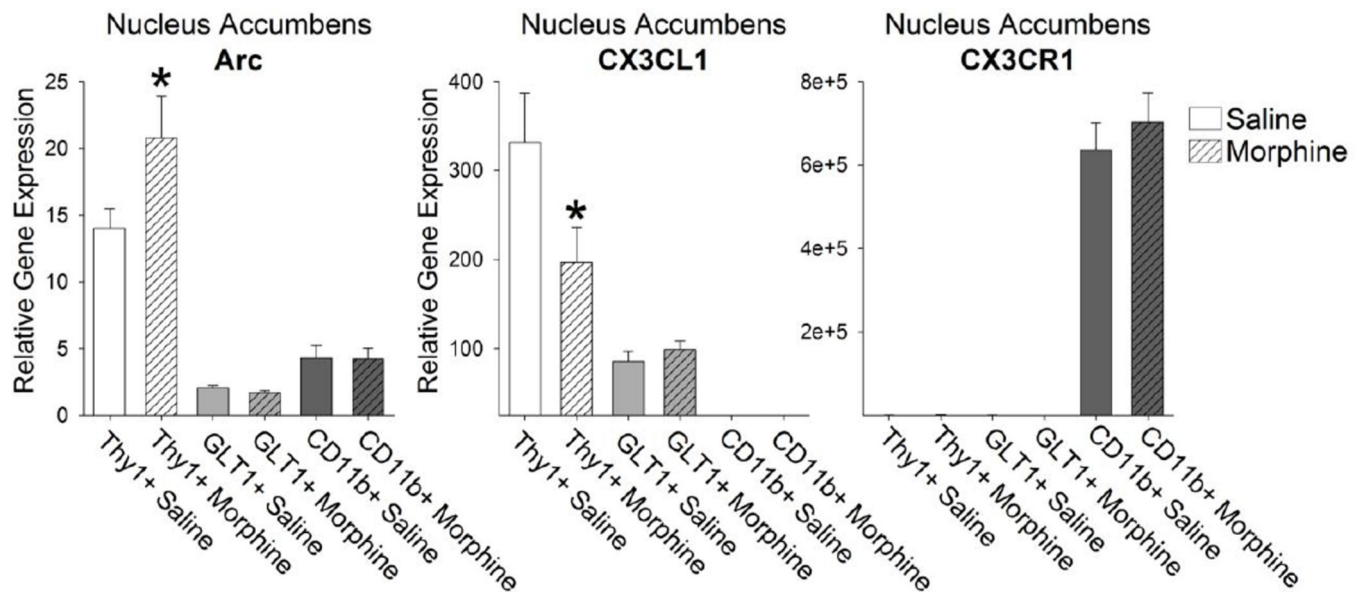 Nucleus Accumbens
Arc
Relative Gene Expression
25
20
15
10
5
0
*
Thy1+ Saline
Thy1+ Morphine
GLT1+ Saline
GLT1+ Morphine
CD11b+ Saline
CD11b+ Morphine
Nucleus Accumbens
CX3CL1
Relative Gene Expression
400
300
200
100
*
Thy1+ Saline
Thy1+ Morphine
GLT1+ Saline
GLT1+ Morphine
CD11b+ Saline
CD11b+ Morphine
Nucleus Accumbens
CX3CR1
8e+5
6e+5
4e+5
2e+5
Thy1+ Saline
Thy1+ Morphine
GLT1+ Saline
GLT1+ Morphine
CD11b+ Saline
CD11b+ Morphine
Saline
Morphine